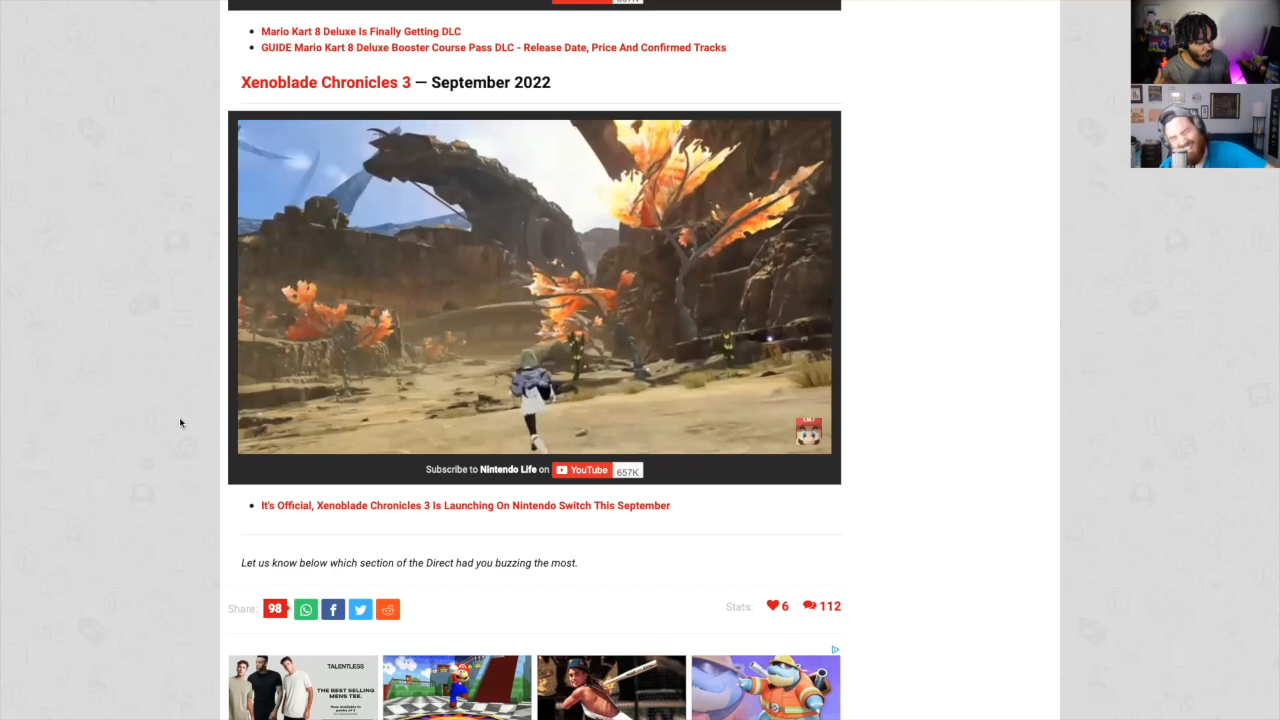 Mario Kart 8 Deluxe Is Finally Getting DLC
GUIDE Mario Kart 8 Deluxe Booster Course Pass DLC - Release Date, Price And Confirmed Tracks
Xenoblade Chronicles 3 — September 2022
Subscribe to Nintendo Life on YouTube 657K
It's Official, Xenoblade Chronicles 3 Is Launching On Nintendo Switch This September
Let us know below which section of the Direct had you buzzing the most.
Share: 98
Stats: 6 112
TALENTLESS
THE BEST SELLING
MENS TEE.